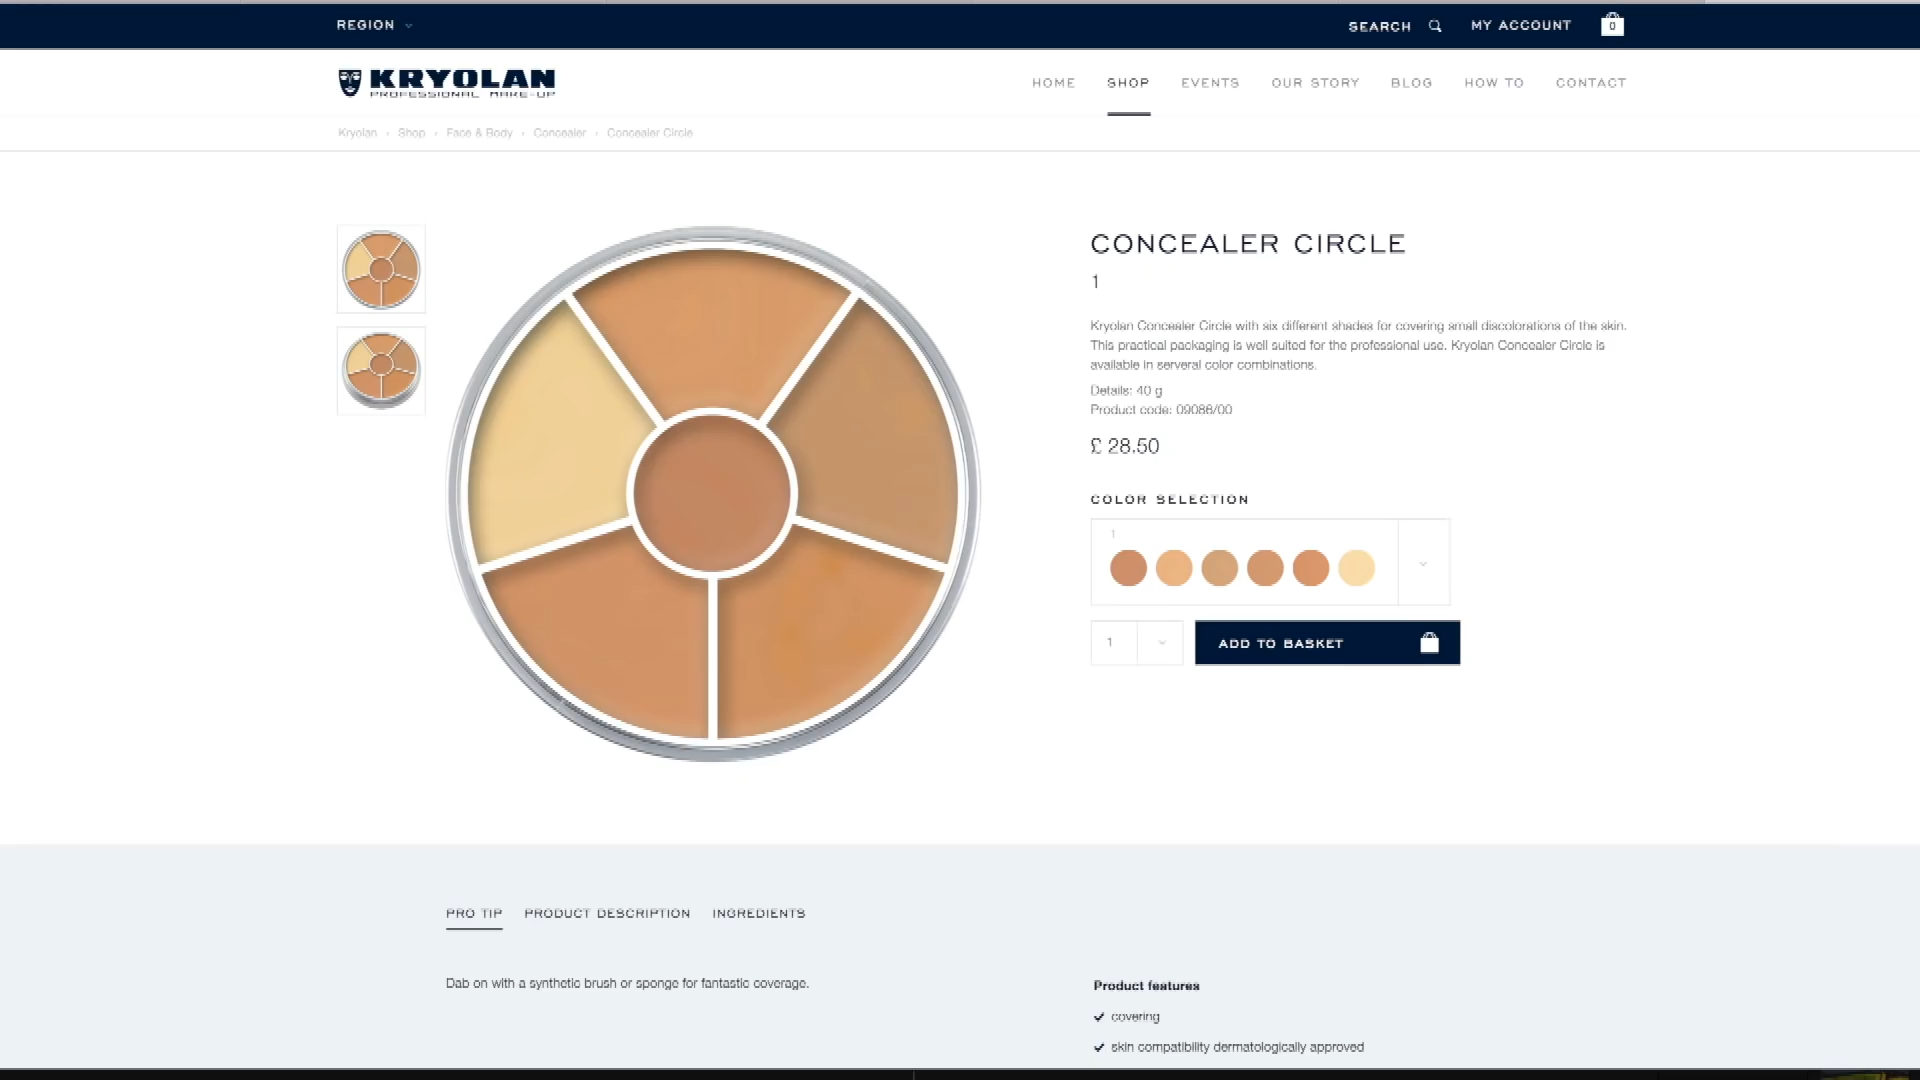 REGION
SEARCH
MY ACCOUNT
0
KRYOLAN
PROFESSIONAL MAKE-UP
HOME
SHOP
EVENTS
OUR STORY
BLOG
HOW TO
CONTACT
Kryolan › Shop › Face & Body › Concealer › Concealer Circle
CONCEALER CIRCLE
1
Kryolan Concealer Circle with six different shades for covering small discolorations of the skin.
This practical packaging is well suited for the professional use. Kryolan Concealer Circle is
available in serveral color combinations.
Details: 40 g
Product code: 09086/00
£ 28.50
COLOR SELECTION
1
1
ADD TO BASKET
PRO TIP
PRODUCT DESCRIPTION
INGREDIENTS
Dab on with a synthetic brush or sponge for fantastic coverage.
Product features
covering
skin compatibility dermatologically approved